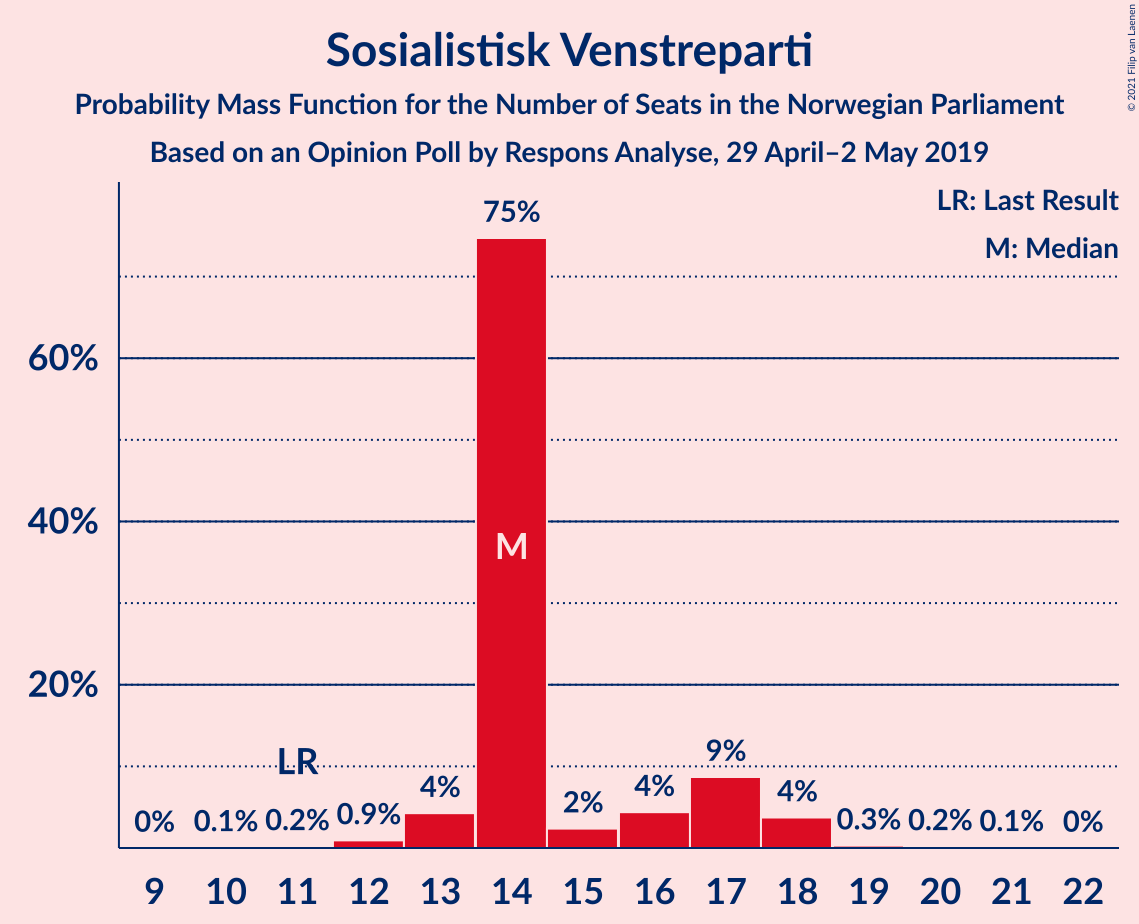 Sosialistisk Venstreparti
Probability Mass Function for the Number of Seats in the Norwegian Parliament
Based on an Opinion Poll by Respons Analyse, 29 April–2 May 2019
© 2021 Filip van Laenen
LR: Last Result
M: Median
75%
60%
40%
M
20%
LR
0%
0.1%
0.2%
0.9%
4%
2%
4%
9%
4%
0.3%
0.2%
0.1%
0%
9 10 11 12 13 14 15 16 17 18 19 20 21 22